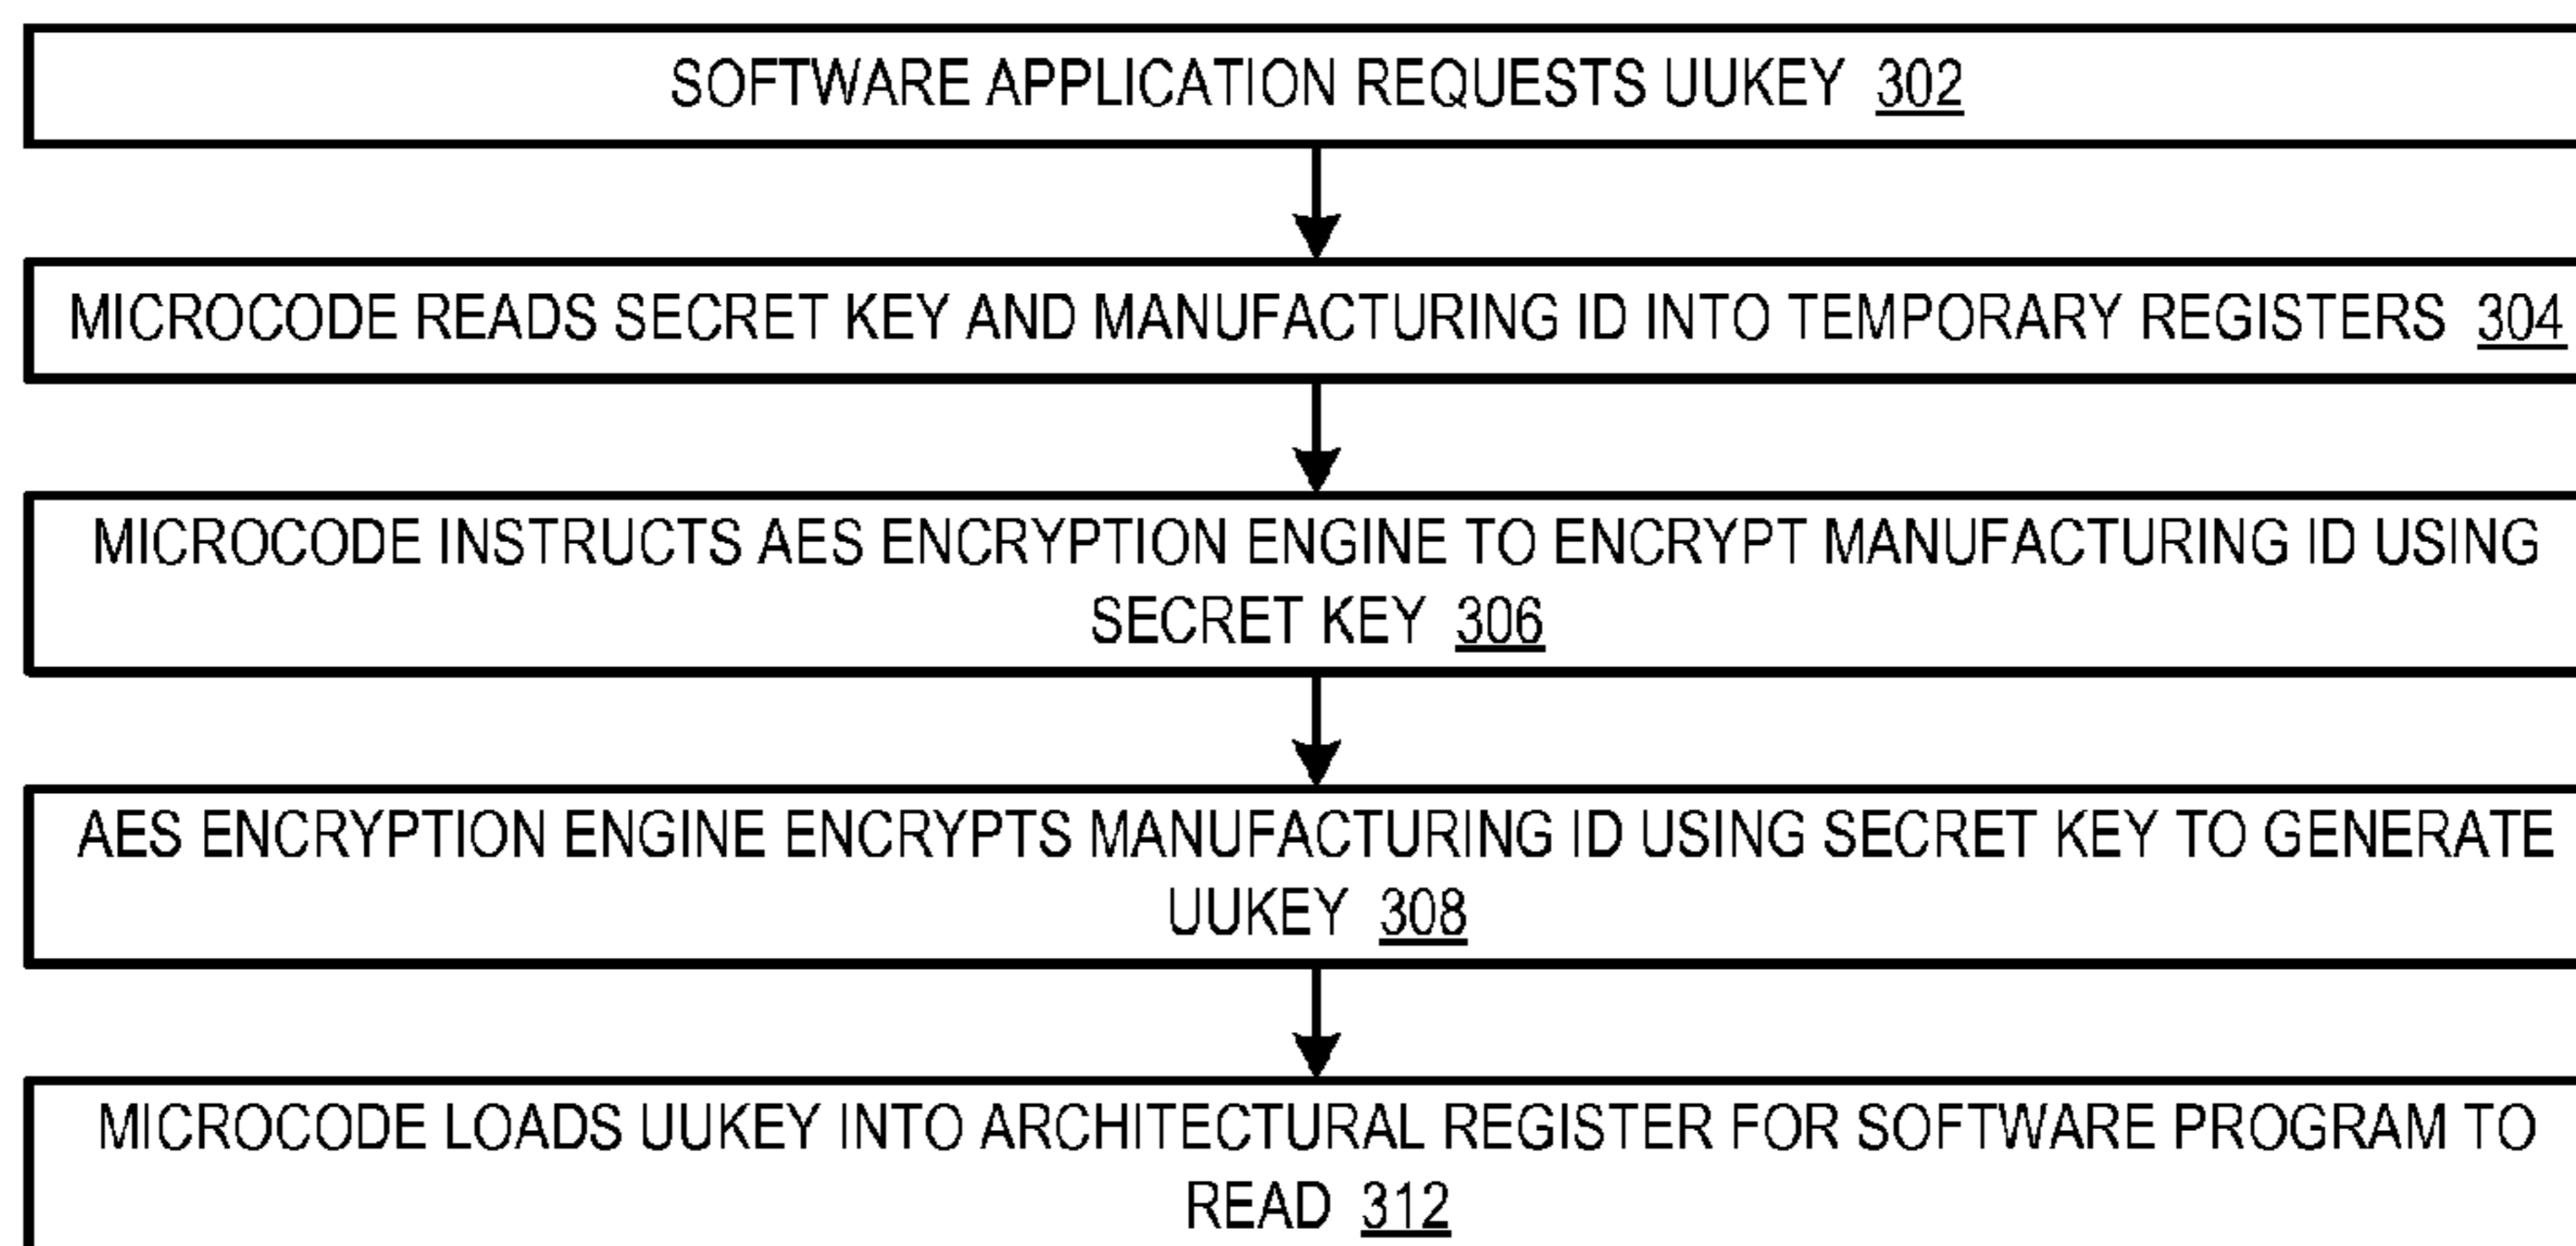 SOFTWARE APPLICATION REQUESTS UUKEY 302
MICROCODE READS SECRET KEY AND MANUFACTURING ID INTO TEMPORARY REGISTERS 304
MICROCODE INSTRUCTS AES ENCRYPTION ENGINE TO ENCRYPT MANUFACTURING ID USING
SECRET KEY 306
AES ENCRYPTION ENGINE ENCRYPTS MANUFACTURING ID USING SECRET KEY TO GENERATE
UUKEY 308
MICROCODE LOADS UUKEY INTO ARCHITECTURAL REGISTER FOR SOFTWARE PROGRAM TO
READ 312